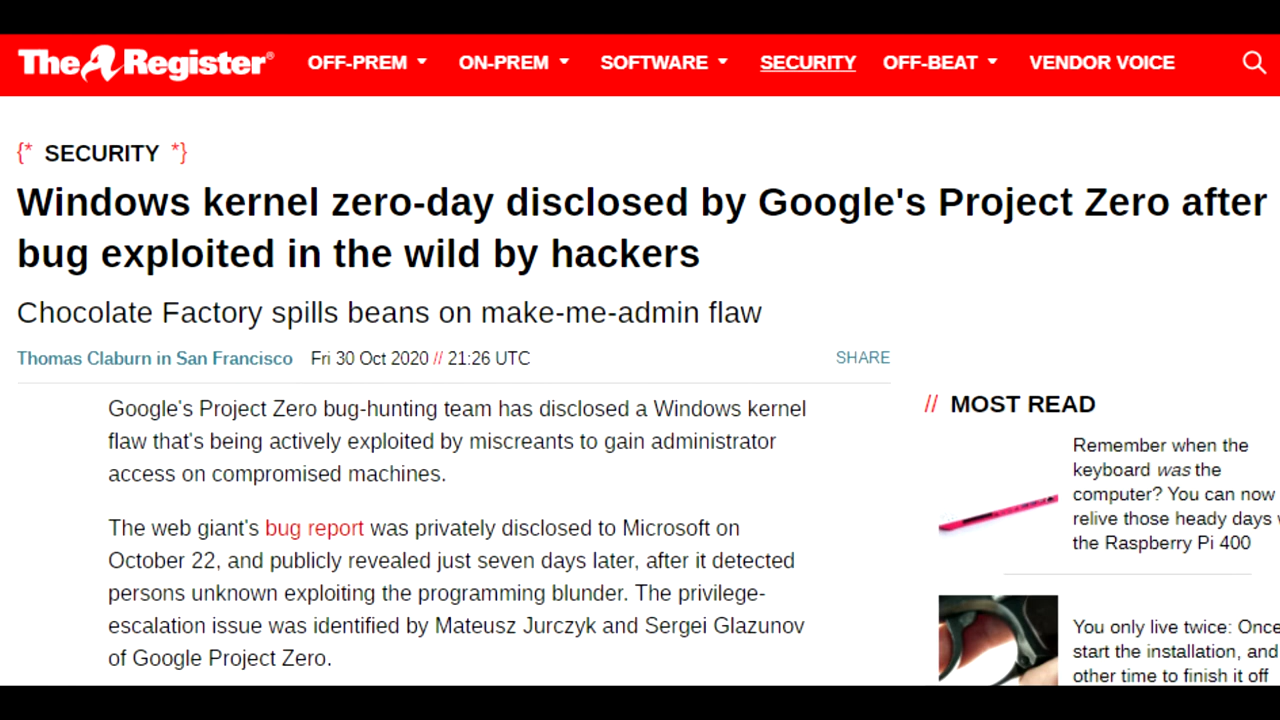 The Register®
OFF-PREM ON-PREM SOFTWARE SECURITY OFF-BEAT VENDOR VOICE
{* SECURITY *}
Windows kernel zero-day disclosed by Google's Project Zero after
bug exploited in the wild by hackers
Chocolate Factory spills beans on make-me-admin flaw
Thomas Claburn in San Francisco Fri 30 Oct 2020 // 21:26 UTC SHARE
Google's Project Zero bug-hunting team has disclosed a Windows kernel
flaw that's being actively exploited by miscreants to gain administrator
access on compromised machines.
The web giant's bug report was privately disclosed to Microsoft on
October 22, and publicly revealed just seven days later, after it detected
persons unknown exploiting the programming blunder. The privilege-
escalation issue was identified by Mateusz Jurczyk and Sergei Glazunov
of Google Project Zero.
// MOST READ
Remember when the
keyboard was the
computer? You can now
relive those heady days
the Raspberry Pi 400
You only live twice: Once
start the installation, and
other time to finish it off